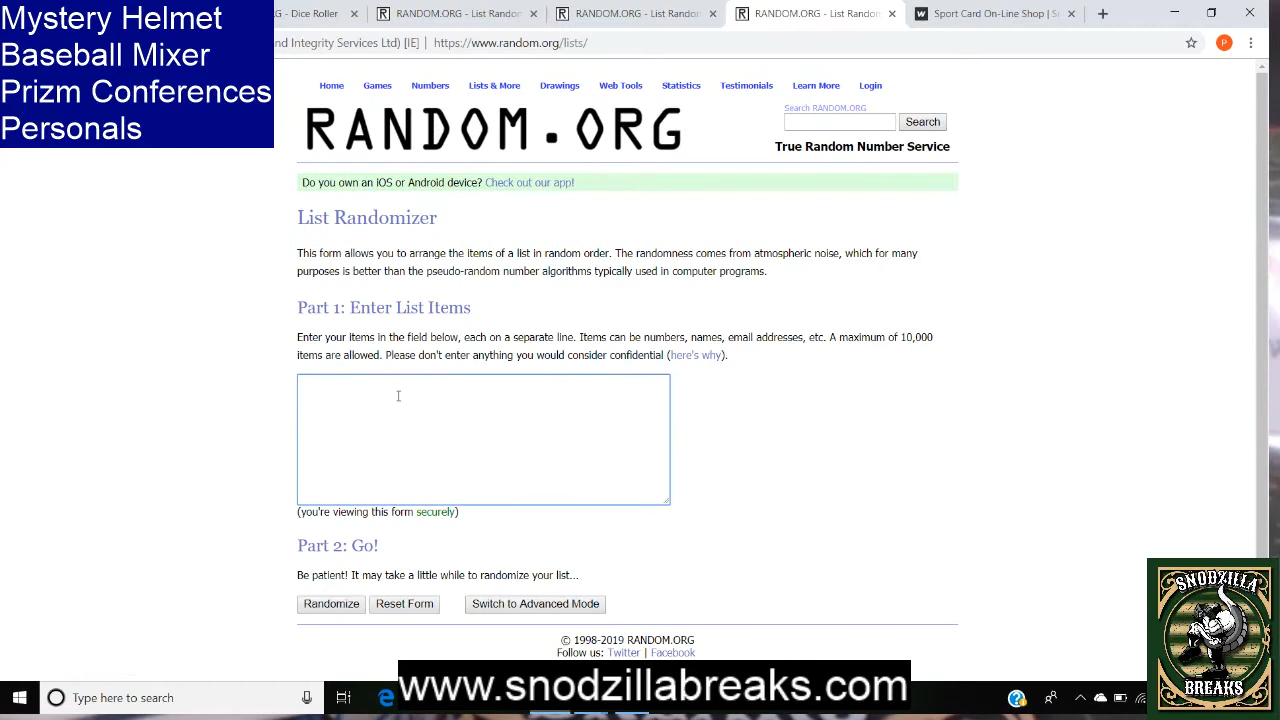 Mystery Helmet
Baseball Mixer
Prizm Conferences
Personals
- Dice Roller
RANDOM.ORG - List Random
RANDOM.ORG - List Random
RANDOM.ORG - List Random
Sport Card On-Line Shop | S
nd Integrity Services Ltd) [IE] | https://www.random.org/lists/
P
Home Games Numbers Lists & More Drawings Web Tools Statistics Testimonials Learn More Login
RANDOM.ORG
Search RANDOM.ORG
Search
True Random Number Service
Do you own an iOS or Android device? Check out our app!
List Randomizer
This form allows you to arrange the items of a list in random order. The randomness comes from atmospheric noise, which for many
purposes is better than the pseudo-random number algorithms typically used in computer programs.
Part 1: Enter List Items
Enter your items in the field below, each on a separate line. Items can be numbers, names, email addresses, etc. A maximum of 10,000
items are allowed. Please don't enter anything you would consider confidential (here's why).
(you're viewing this form securely)
Part 2: Go!
Be patient! It may take a little while to randomize your list...
Randomize Reset Form Switch to Advanced Mode
© 1998-2019 RANDOM.ORG
Follow us: Twitter | Facebook
SNODZILLA
BREAKS
www.snodzillabreaks.com
Type here to search